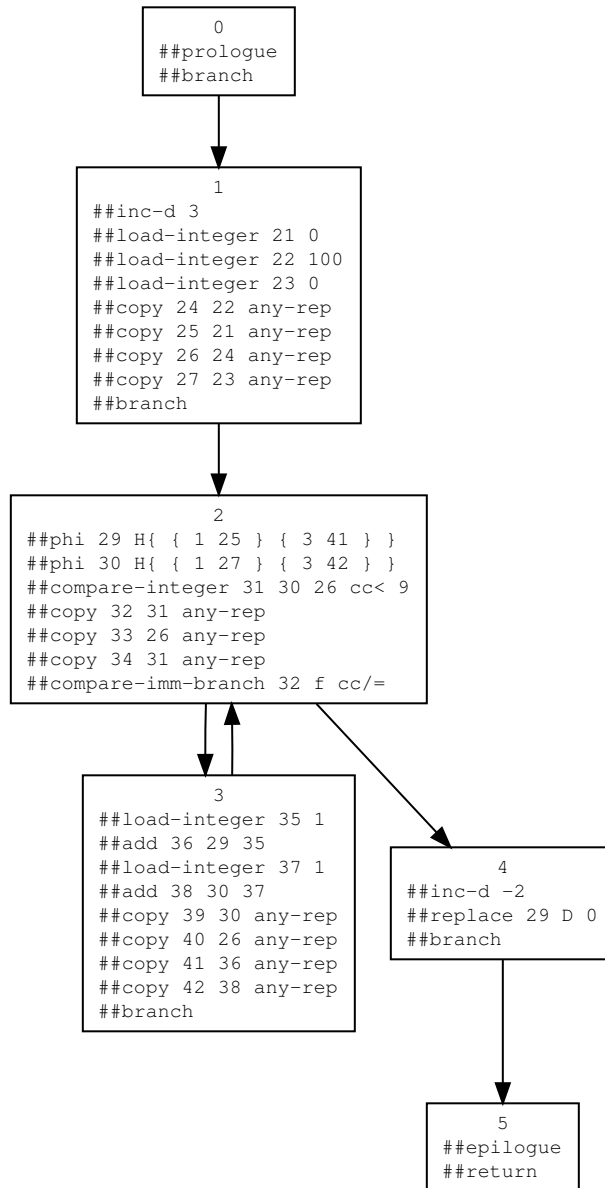 0
##prologue
##branch
1
##inc-d 3
##load-integer 21 0
##load-integer 22 100
##load-integer 23 0
##copy 24 22 any-rep
##copy 25 21 any-rep
##copy 26 24 any-rep
##copy 27 23 any-rep
##branch
2
##phi 29 H{ { 1 25 } { 3 41 } }
##phi 30 H{ { 1 27 } { 3 42 } }
##compare-integer 31 30 26 cc< 9
##copy 32 31 any-rep
##copy 33 26 any-rep
##copy 34 31 any-rep
##compare-imm-branch 32 f cc/=
3
##load-integer 35 1
##add 36 29 35
##load-integer 37 1
##add 38 30 37
##copy 39 30 any-rep
##copy 40 26 any-rep
##copy 41 36 any-rep
##copy 42 38 any-rep
##branch
4
##inc-d -2
##replace 29 D 0
##branch
5
##epilogue
##return